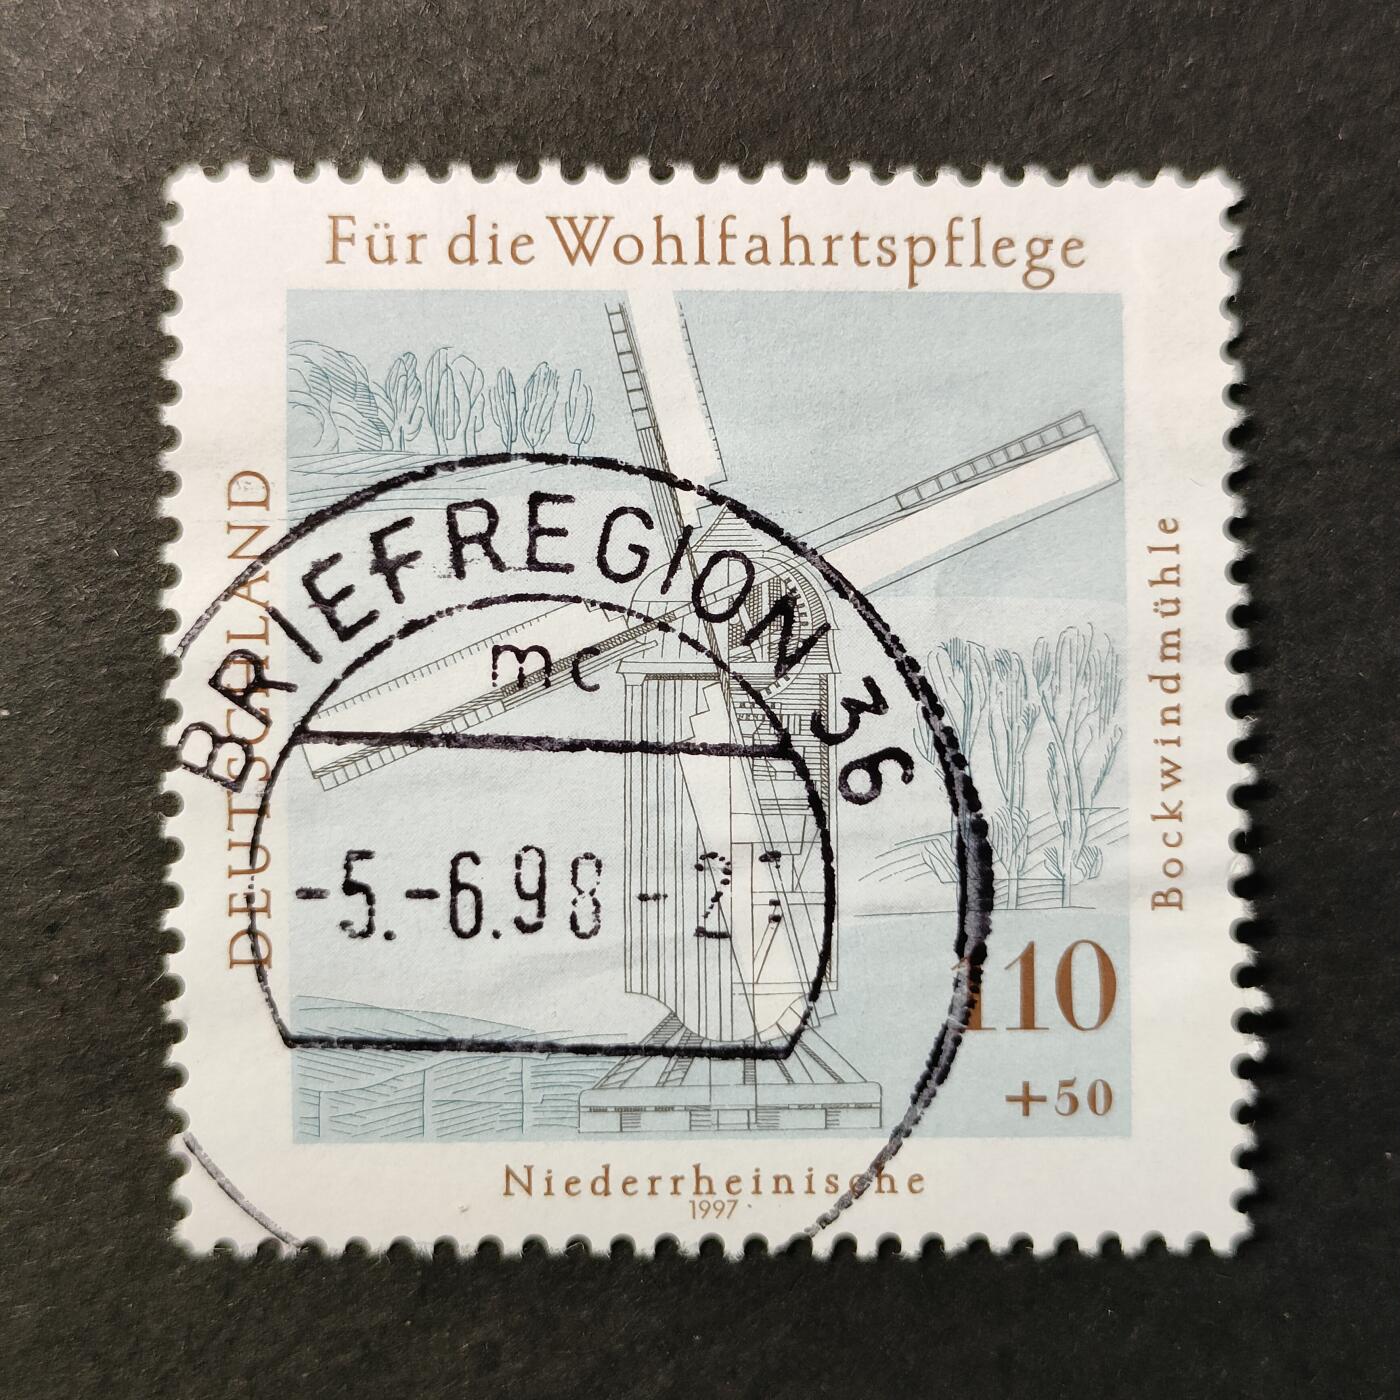 Für die Wohlfahrtspflege
DEUTSCHLAND
BRIEFREGION 36
mc
-5.-6.98-
Bockwindmühle
110
+50
Niederrheinische
1997